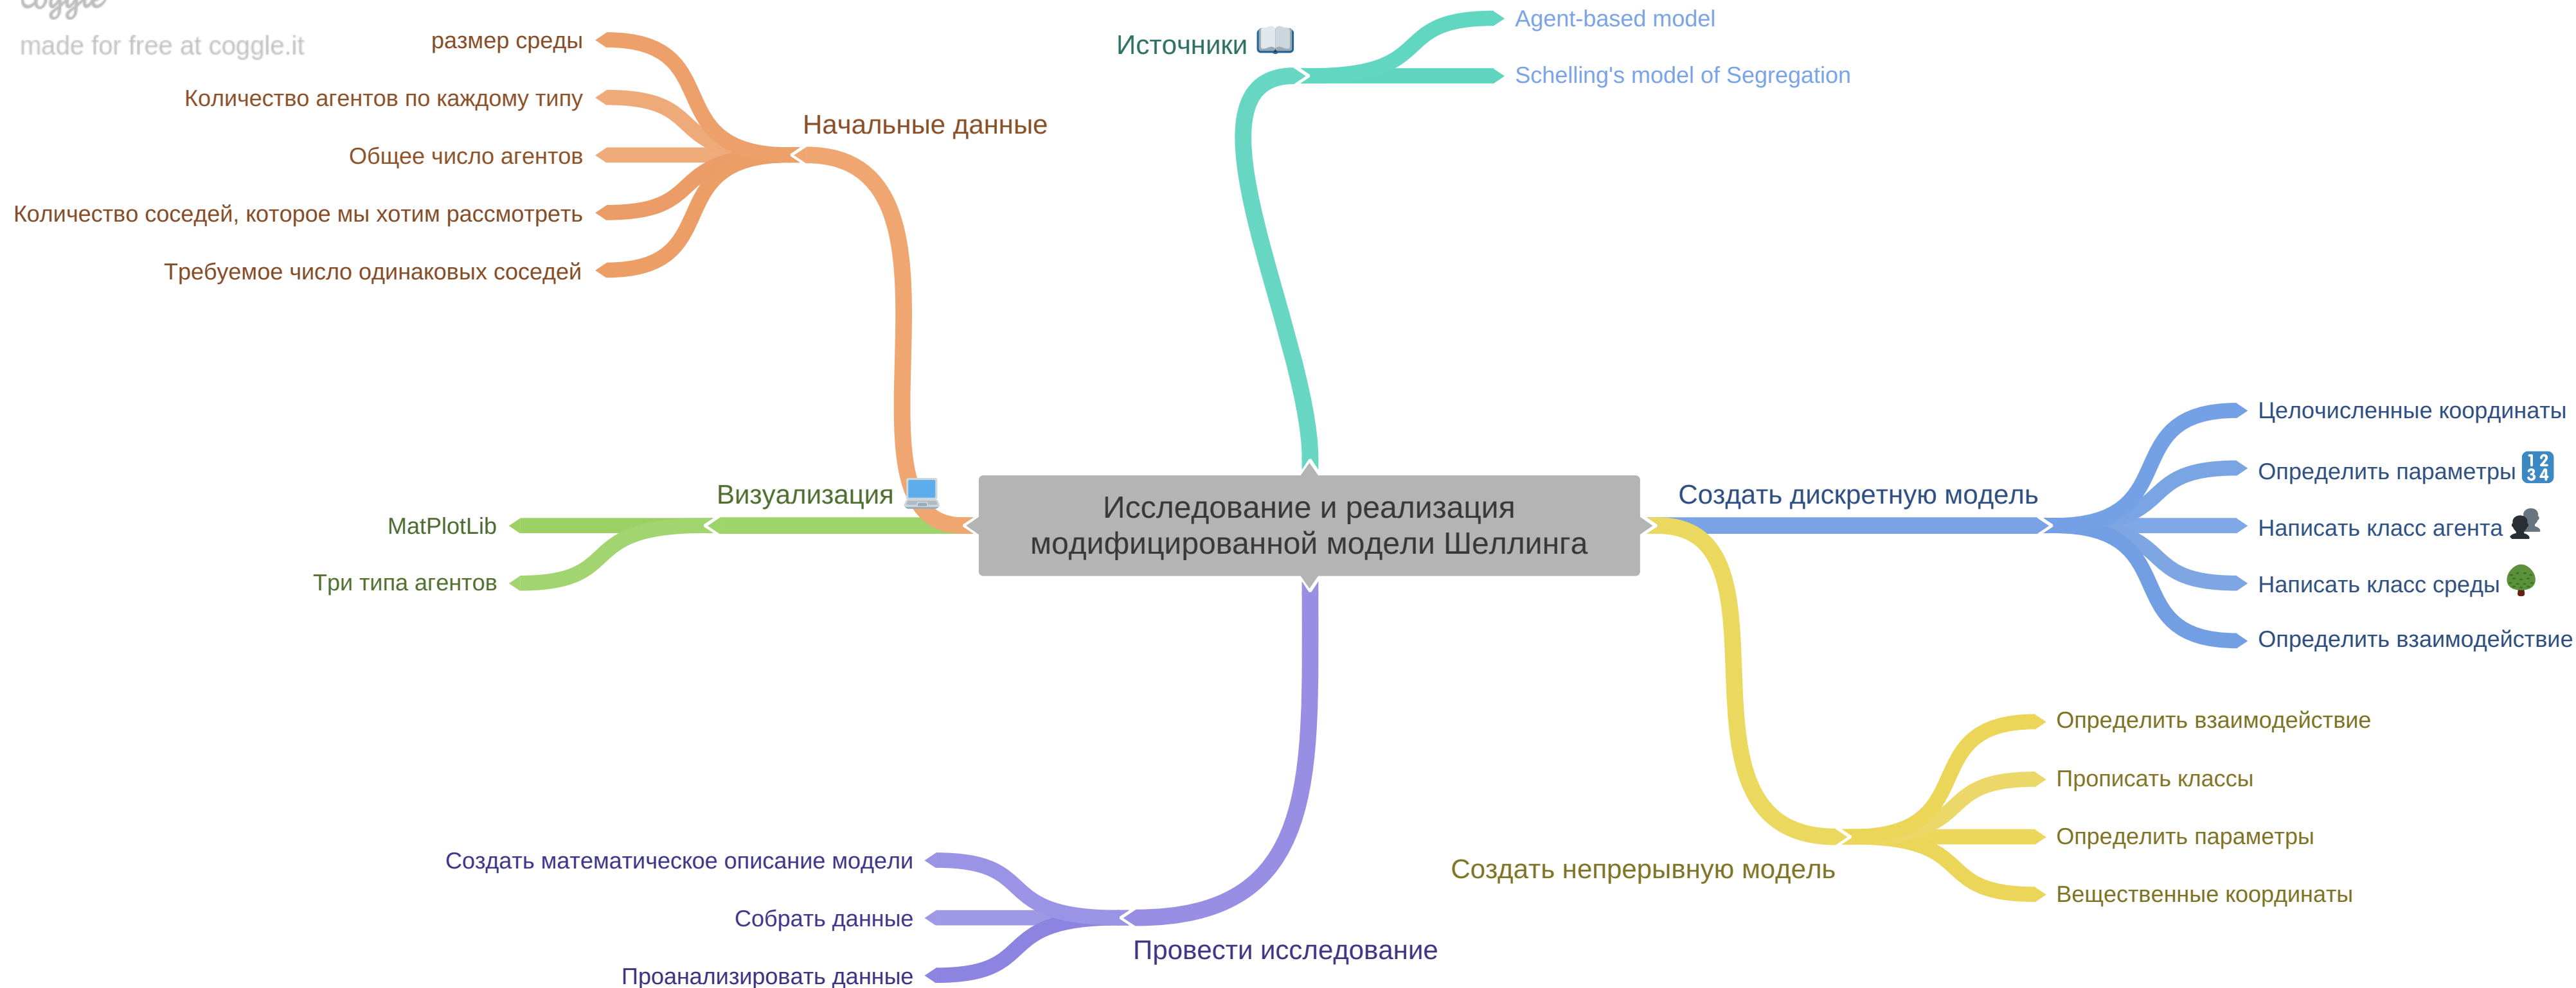 coggle
made for free at coggle.it
Исследование и реализация
модифицированной модели Шеллинга
Источники
Agent-based model
Schelling's model of Segregation
Создать дискретную модель
Целочисленные координаты
Определить параметры
Написать класс агента
Написать класс среды
Определить взаимодействие
Создать непрерывную модель
Определить взаимодействие
Прописать классы
Определить параметры
Вещественные координаты
Провести исследование
Создать математическое описание модели
Собрать данные
Проанализировать данные
Визуализация
MatPlotLib
Три типа агентов
Начальные данные
размер среды
Количество агентов по каждому типу
Общее число агентов
Количество соседей, которое мы хотим рассмотреть
Требуемое число одинаковых соседей